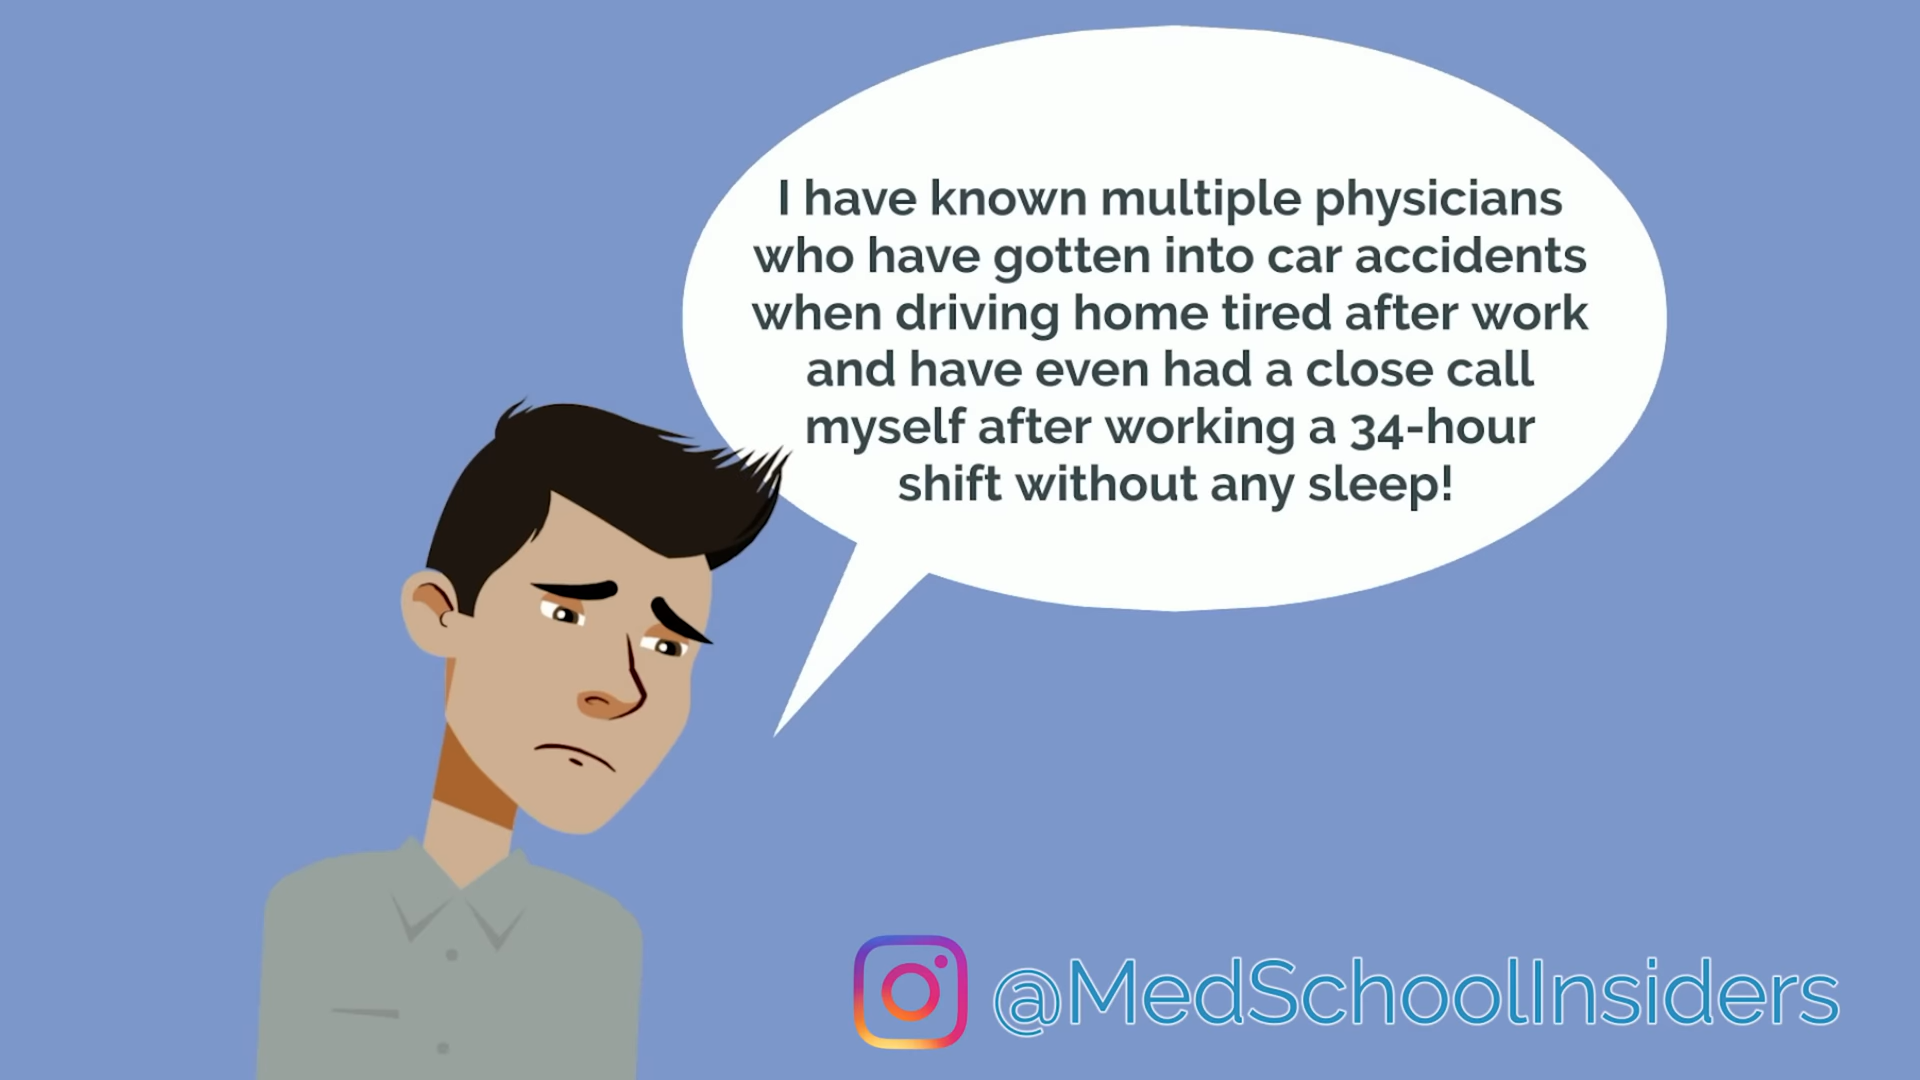 I have known multiple physicians
who have gotten into car accidents
when driving home tired after work
and have even had a close call
myself after working a 34-hour
shift without any sleep!
@MedSchoolInsiders